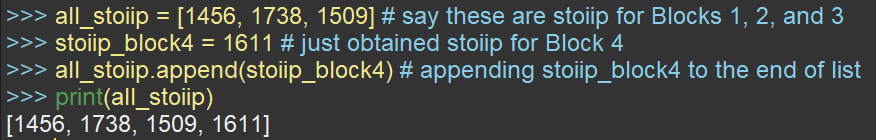 >>> all_stoiip = [1456, 1738, 1509] # say these are stoiip for Blocks 1, 2, and 3
>>> stoiip_block4 = 1611 # just obtained stoiip for Block 4
>>> all_stoiip.append(stoiip_block4) # appending stoiip_block4 to the end of list
>>> print(all_stoiip)
[1456, 1738, 1509, 1611]